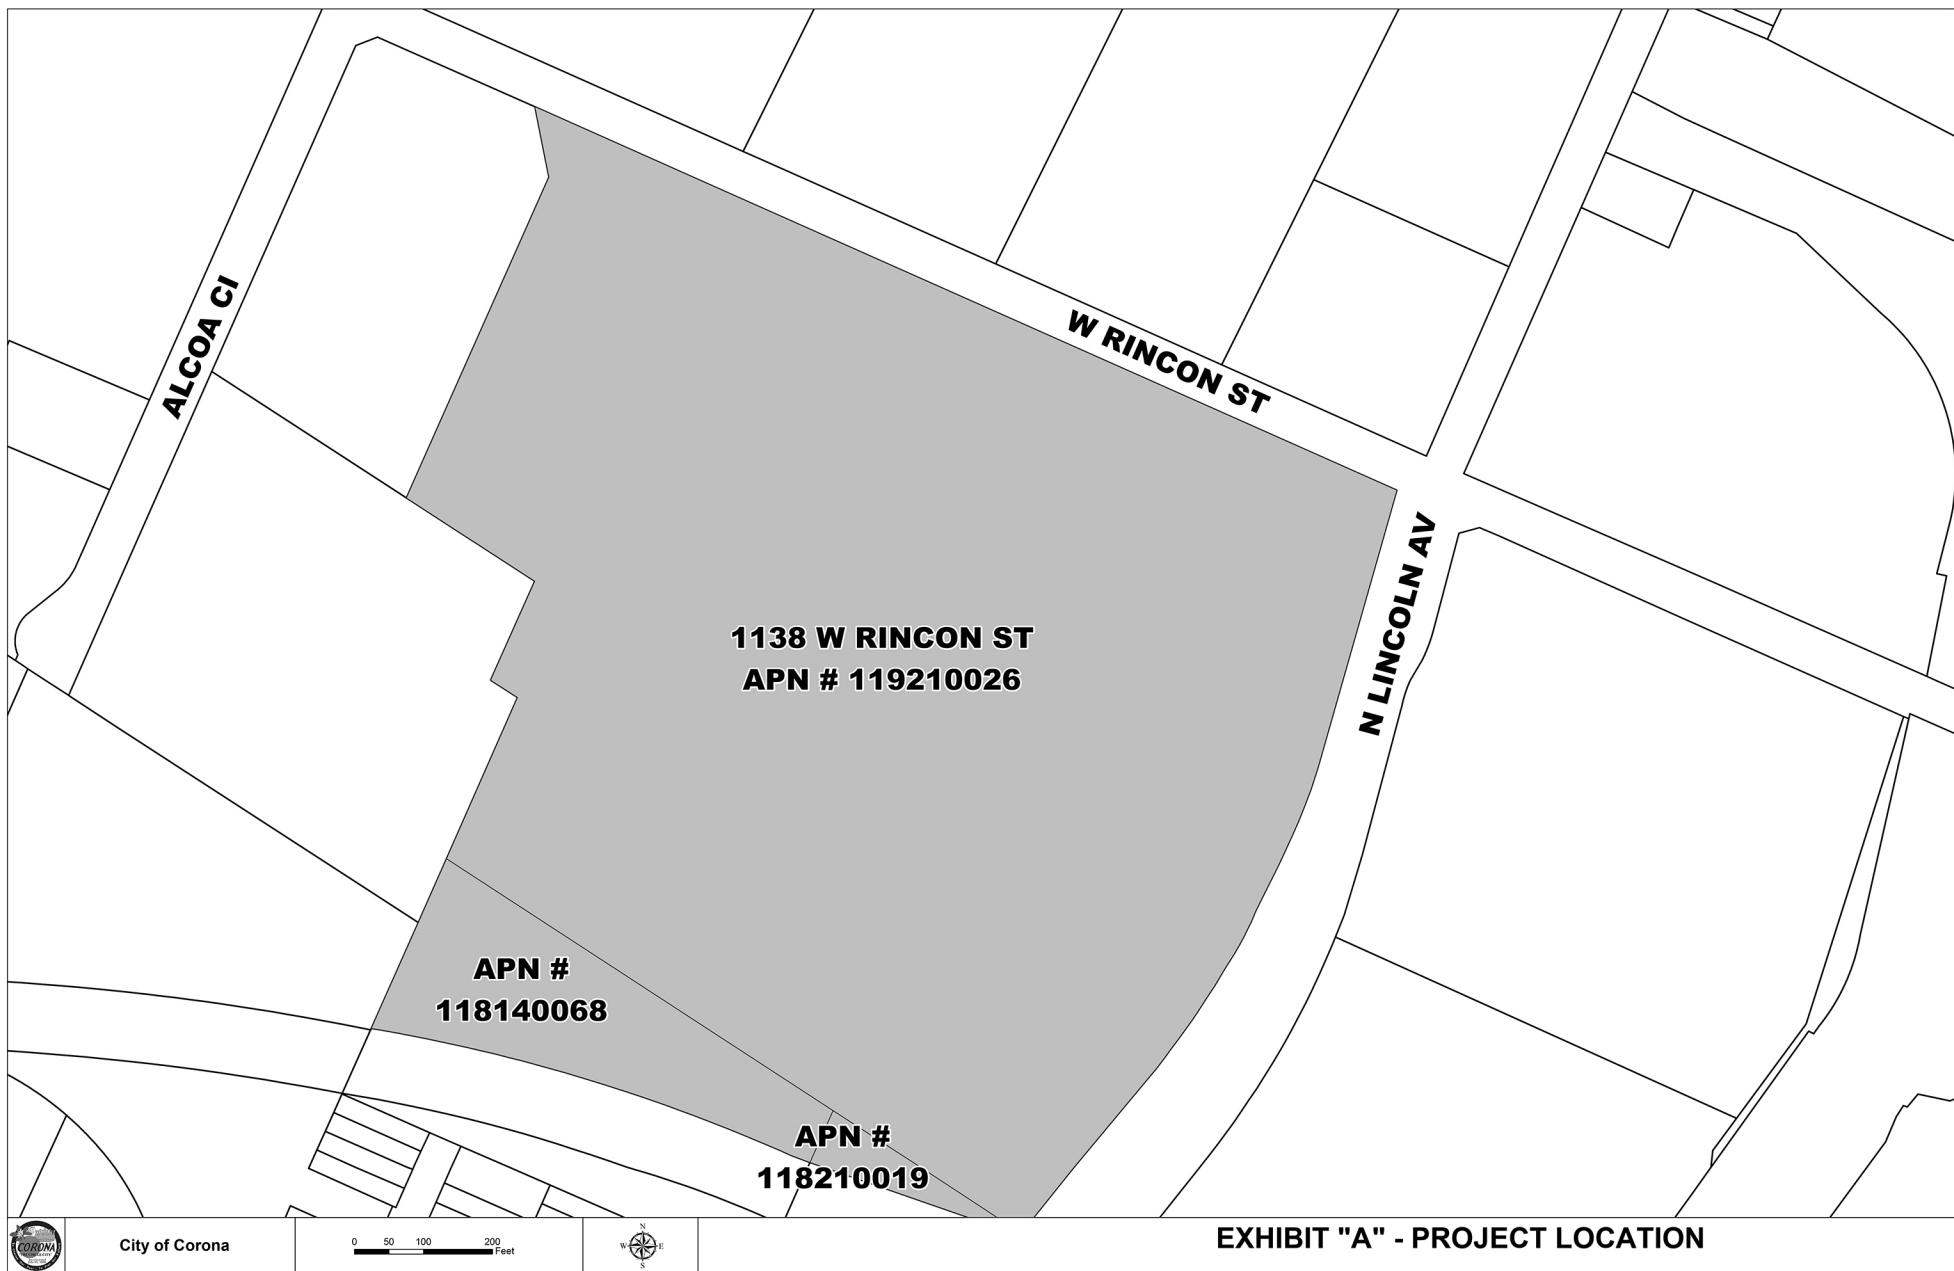 ALCOA CI
W RINCON ST
N LINCOLN AV
1138 W RINCON ST
APN # 119210026
APN #
118140068
APN #
118210019
CORONA
City of Corona
0 50 100 200
Feet
N
W E
S
EXHIBIT "A" - PROJECT LOCATION